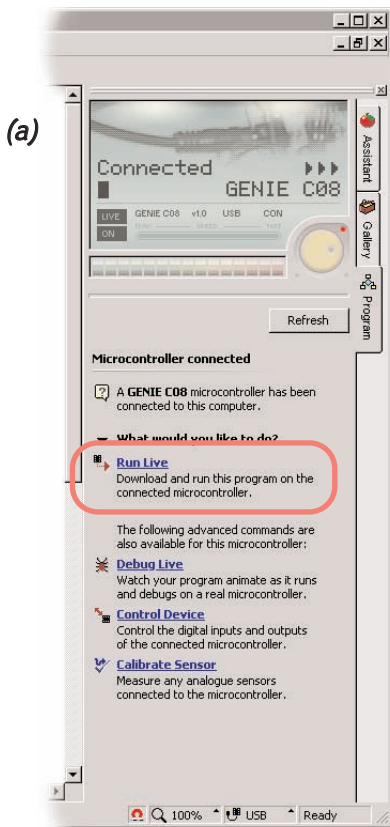 (a)
Connected
GENIE C08
LIVE GENIE C08 v1.0 USB CON
ON
Assistant
Gallery
Program
Refresh
Microcontroller connected
A GENIE C08 microcontroller has been
connected to this computer.
What would you like to do?
Run Live
Download and run this program on the
connected microcontroller.
The following advanced commands are
also available for this microcontroller:
Debug Live
Watch your program animate as it runs
and debugs on a real microcontroller.
Control Device
Control the digital inputs and outputs
of the connected microcontroller.
Calibrate Sensor
Measure any analogue sensors
connected to the microcontroller.
100% USB Ready